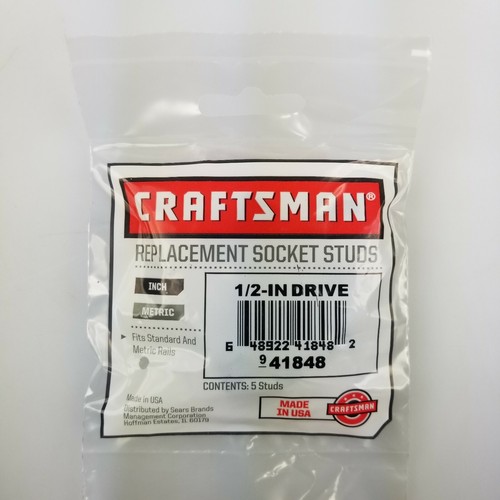 CRAFTSMAN®
REPLACEMENT SOCKET STUDS
INCH
METRIC
Fits Standard And
Metric Rails
1/2-IN DRIVE
6 48922 41848 2
9 41848
CONTENTS: 5 Studs
Made in USA
Distributed by Sears Brands
Management Corporation
Hoffman Estates, IL 60179
MADE
IN USA
CRAFTSMAN